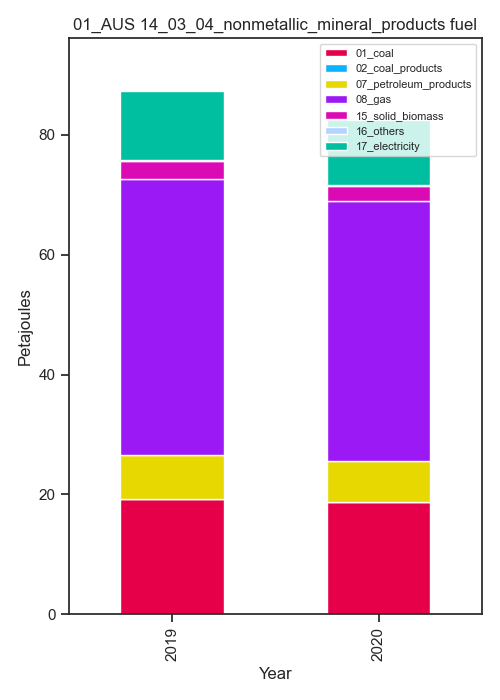 01_AUS 14_03_04_nonmetallic_mineral_products fuel
01_coal
02_coal_products
07_petroleum_products
08_gas
15_solid_biomass
16_others
17_electricity
80
60
40
20
0
Petajoules
2019
2020
Year